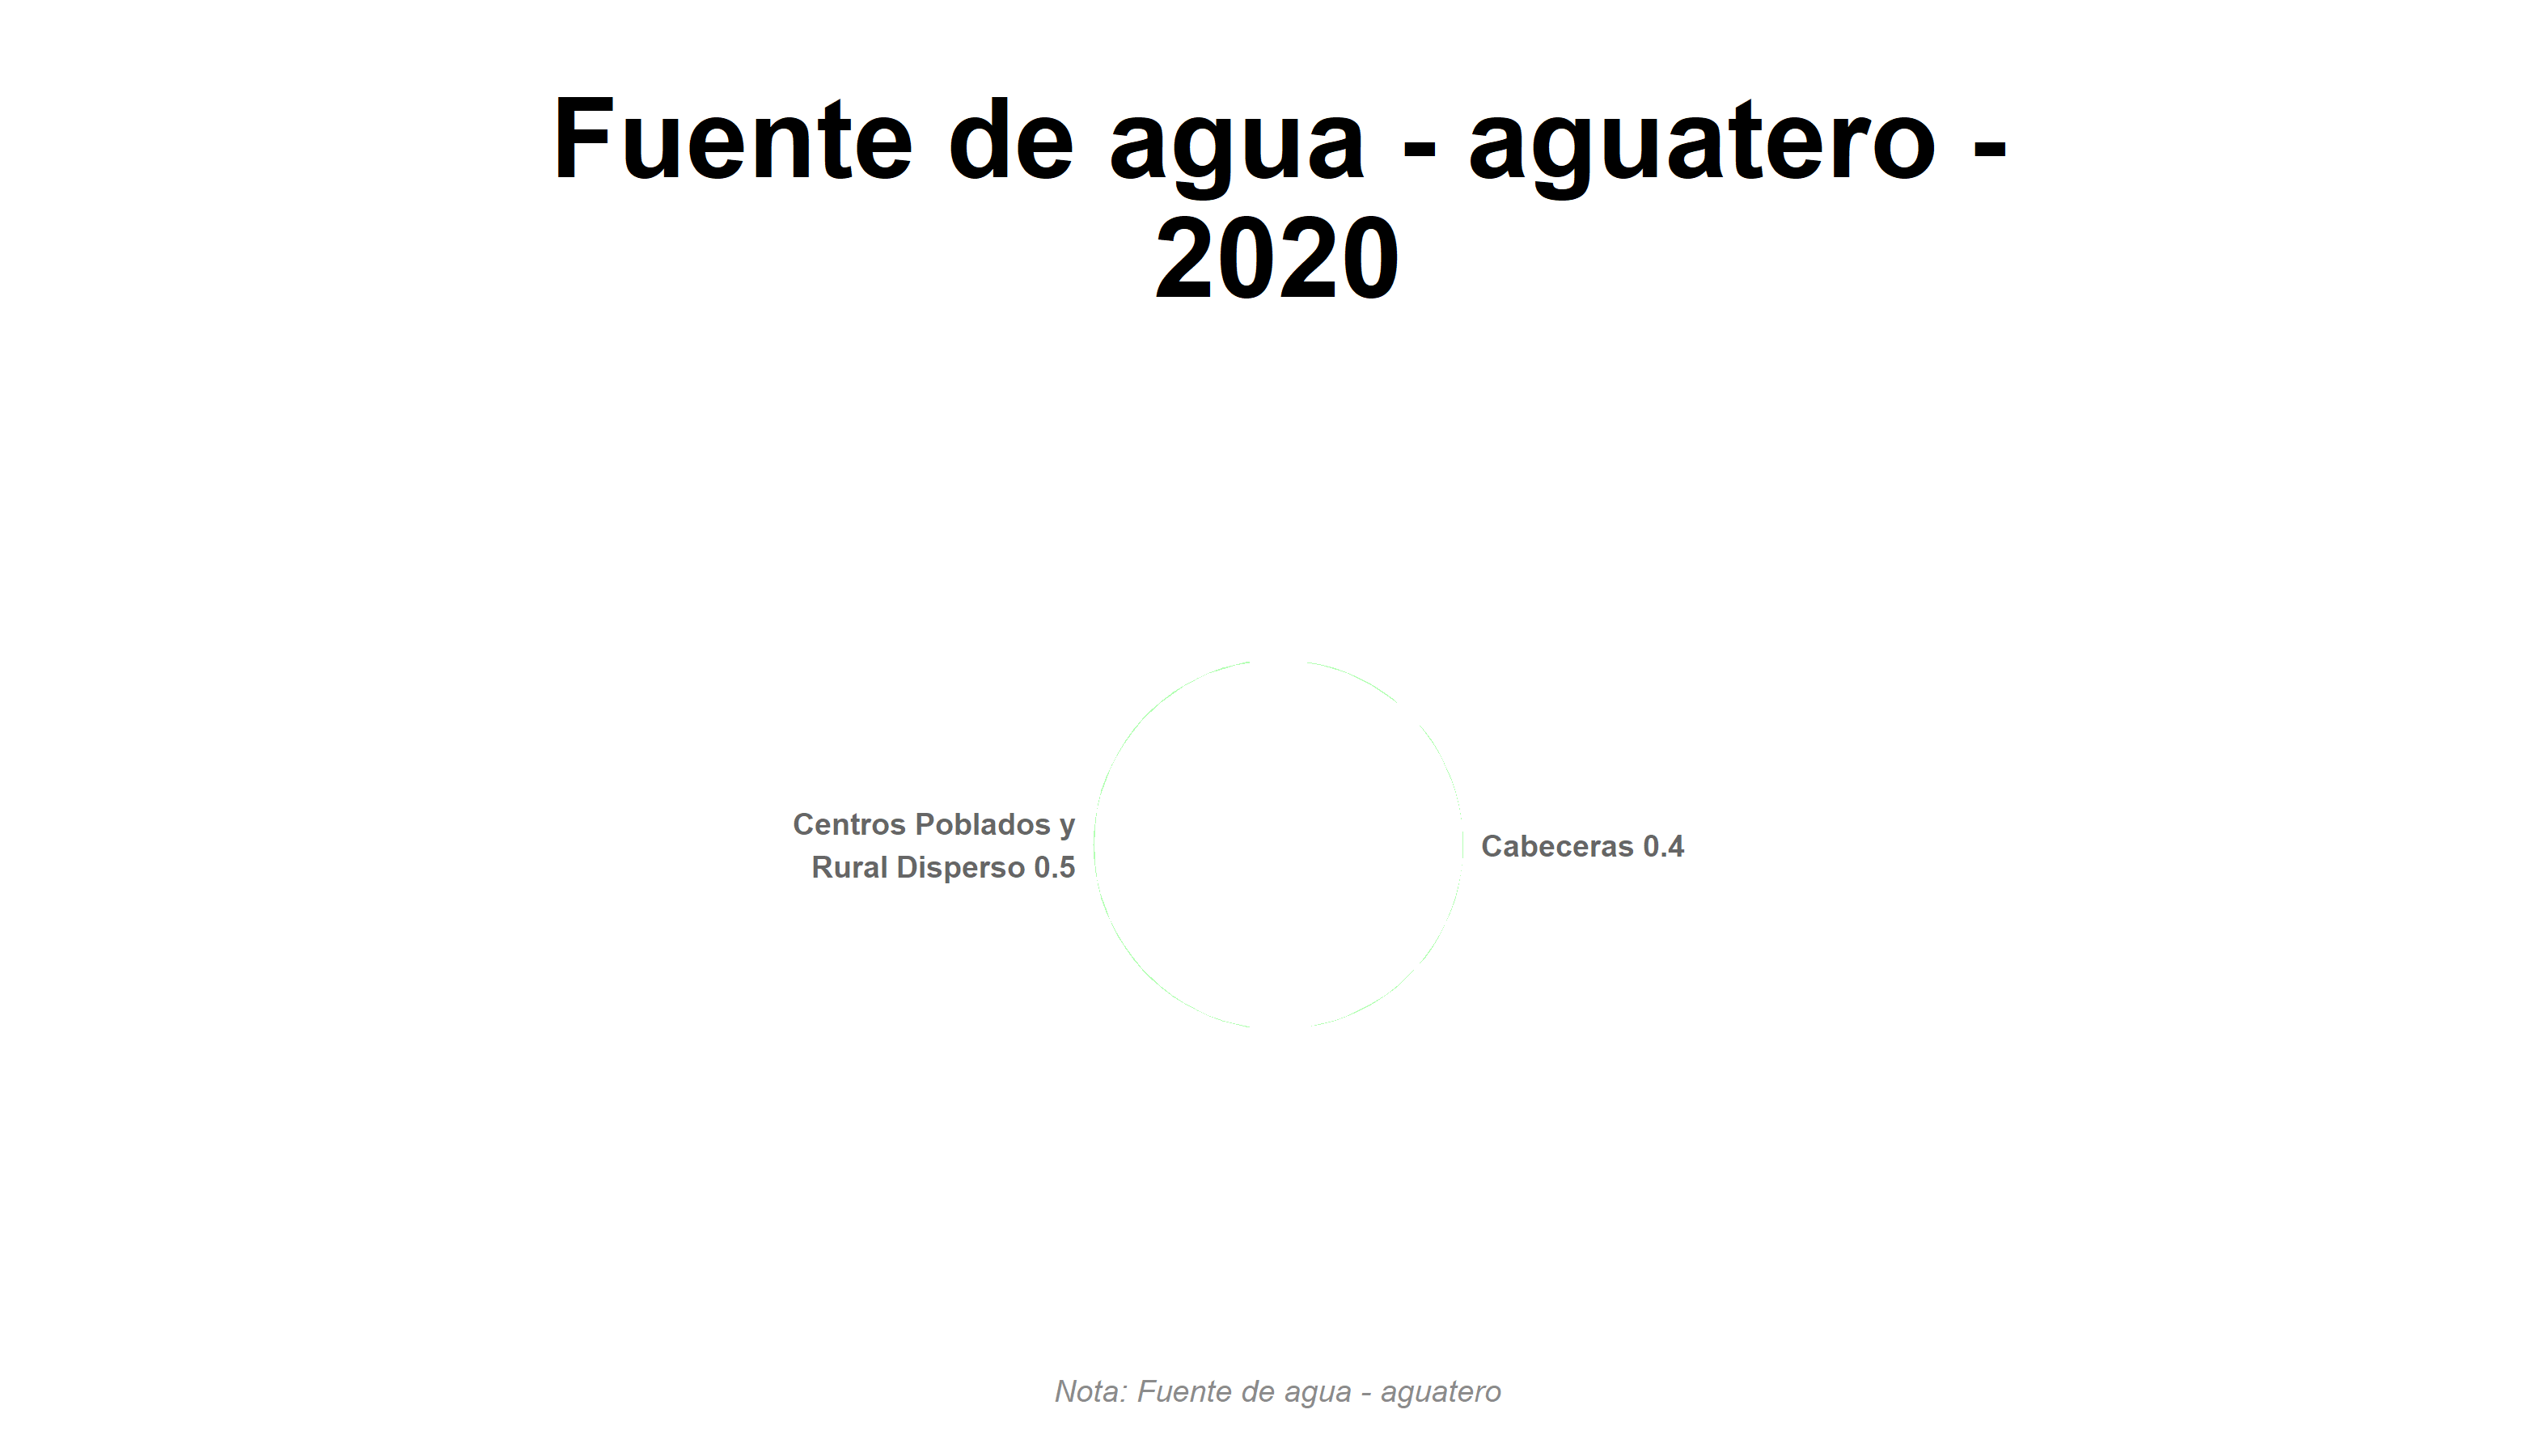 Fuente de agua - aguatero -
2020
Centros Poblados y
Rural Disperso 0.5
Cabeceras 0.4
Nota: Fuente de agua - aguatero